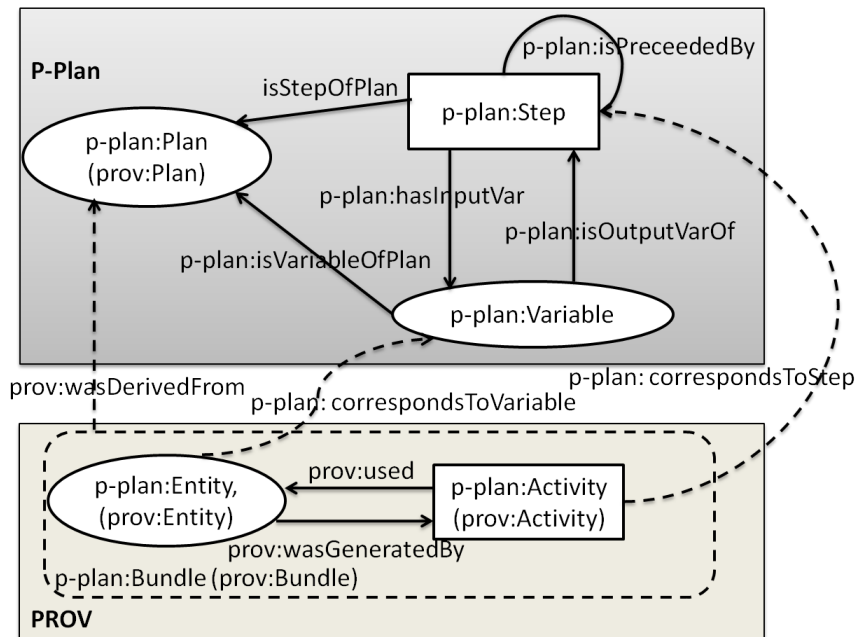 p-plan:isPreceededBy
P-Plan
isStepOfPlan
p-plan:Step
p-plan:Plan
(prov:Plan)
p-plan:hasInputVar
p-plan:isOutputVarOf
p-plan:isVariableOfPlan
p-plan:Variable
prov:wasDerivedFrom
p-plan: correspondsToStep
p-plan: correspondsToVariable
prov:used
p-plan:Entity,
(prov:Entity)
p-plan:Activity
(prov:Activity)
prov:wasGeneratedBy
p-plan:Bundle (prov:Bundle)
PROV